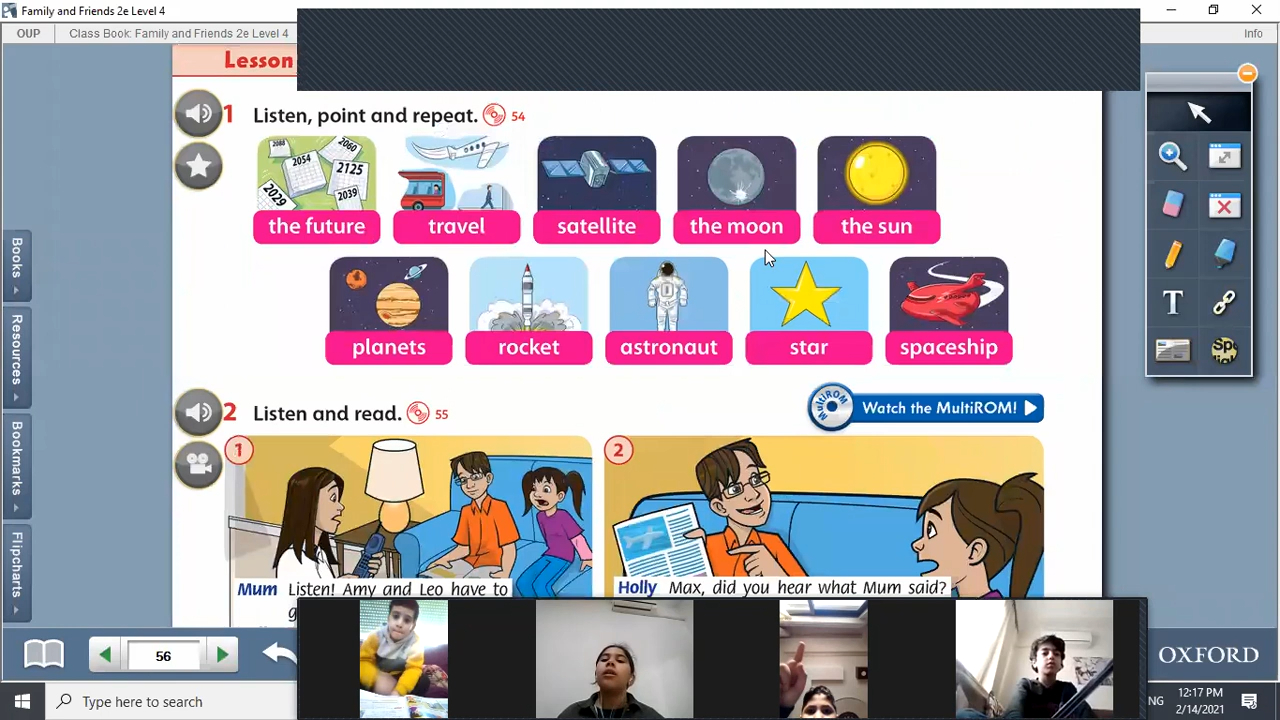 Family and Friends 2e Level 4
OUP
Class Book: Family and Friends 2e Level 4
Info
Lesson
1 Listen, point and repeat. 54
2088
2054
2060
2125
2029
2039
the future
travel
satellite
the moon
the sun
planets
rocket
astronaut
star
spaceship
2 Listen and read. 55
MultiROM
Watch the MultiROM!
1
2
Mum Listen! Amy and Leo have to
Holly Max, did you hear what Mum said?
Books
Resources
Bookmarks
Flipcharts
T
56
OXFORD
Type here to search
NG
12:17 PM
2/14/2021